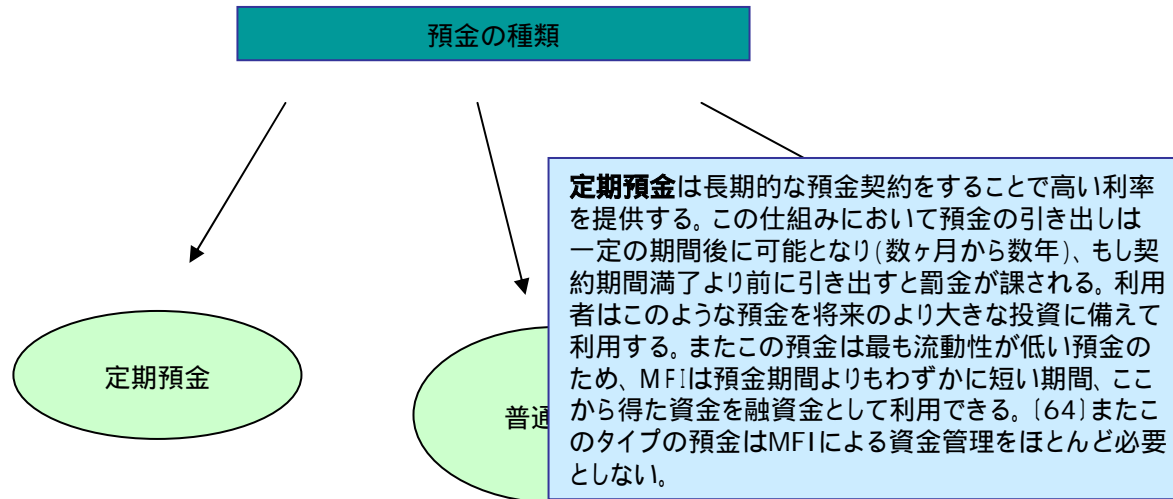 預金の種類
定期預金は長期的な預金契約をすることで高い利率
を提供する。この仕組みにおいて預金の引き出しは
一定の期間後に可能となり(数ヶ月から数年)、もし契
約期間満了より前に引き出すと罰金が課される。利用
者はこのような預金を将来のより大きな投資に備えて
利用する。またこの預金は最も流動性が低い預金の
ため、MFIは預金期間よりもわずかに短い期間、ここ
から得た資金を融資金として利用できる。[64]またこ
のタイプの預金はMFIによる資金管理をほとんど必要
としない。
定期預金
普通